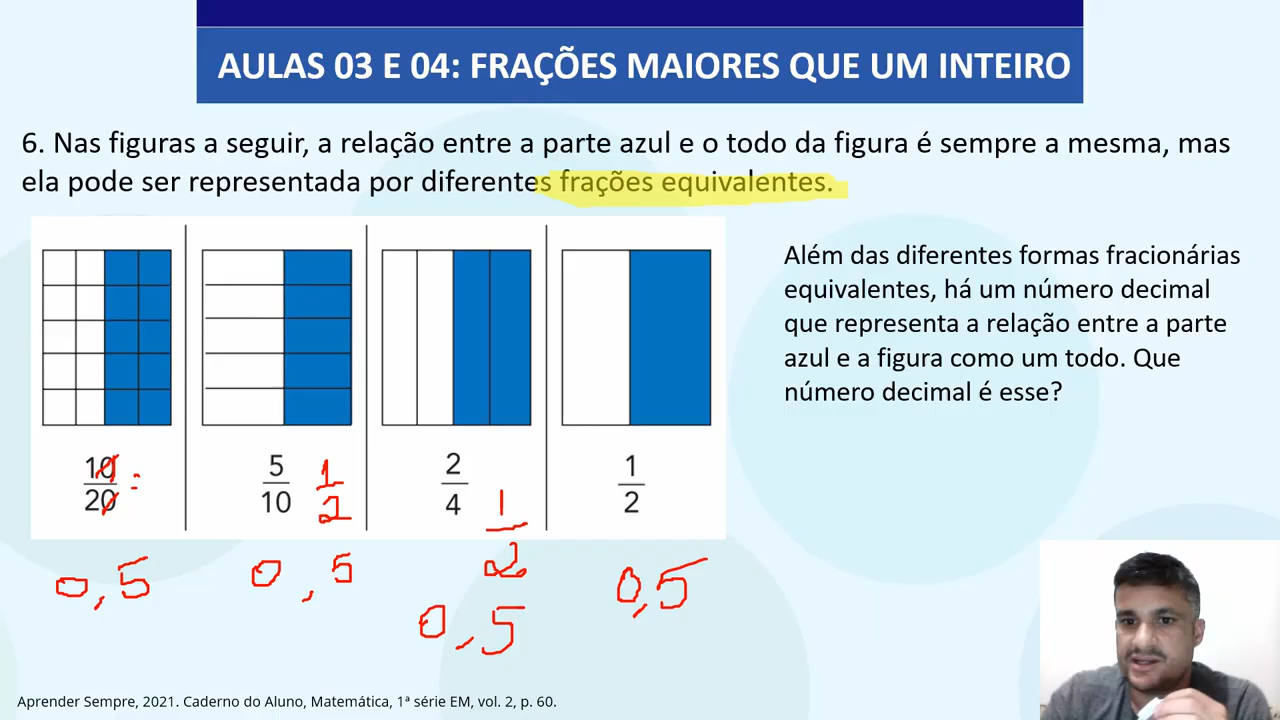 AULAS 03 E 04: FRAÇÕES MAIORES QUE UM INTEIRO
6. Nas figuras a seguir, a relação entre a parte azul e o todo da figura é sempre a mesma, mas
ela pode ser representada por diferentes frações equivalentes.
Além das diferentes formas fracionárias
equivalentes, há um número decimal
que representa a relação entre a parte
azul e a figura como um todo. Que
número decimal é esse?
10/20 =
5/10 1/2
2/4 1/2
1/2
0,5
0,5
0,5
0,5
Aprender Sempre, 2021. Caderno do Aluno, Matemática, 1ª série EM, vol. 2, p. 60.